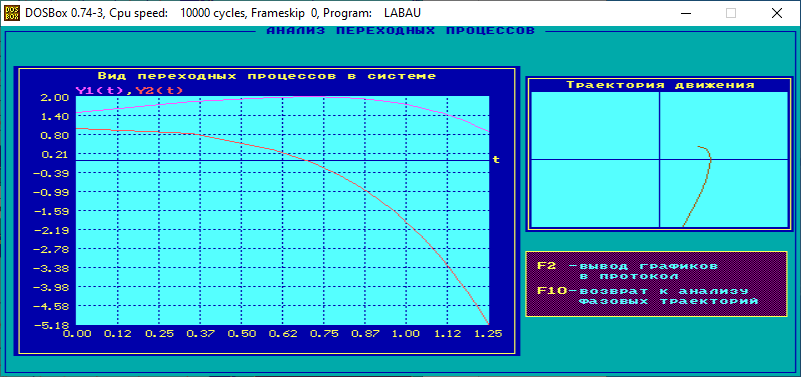 DOSBox 0.74-3, Cpu speed: 10000 cycles, Frameskip 0, Program: LABAU
АНАЛИЗ ПЕРЕХОДНЫХ ПРОЦЕССОВ
Вид переходных процессов в системе
Y1(t),Y2(t)
2.00
1.40
0.80
0.21
-0.39
-0.99
-1.59
-2.19
-2.78
-3.38
-3.98
-4.58
-5.18
t
0.00 0.12 0.25 0.37 0.50 0.62 0.75 0.87 1.00 1.12 1.25
Траектория движения
F2 -вывод графиков
в протокол
F10-возврат к анализу
фазовых траекторий